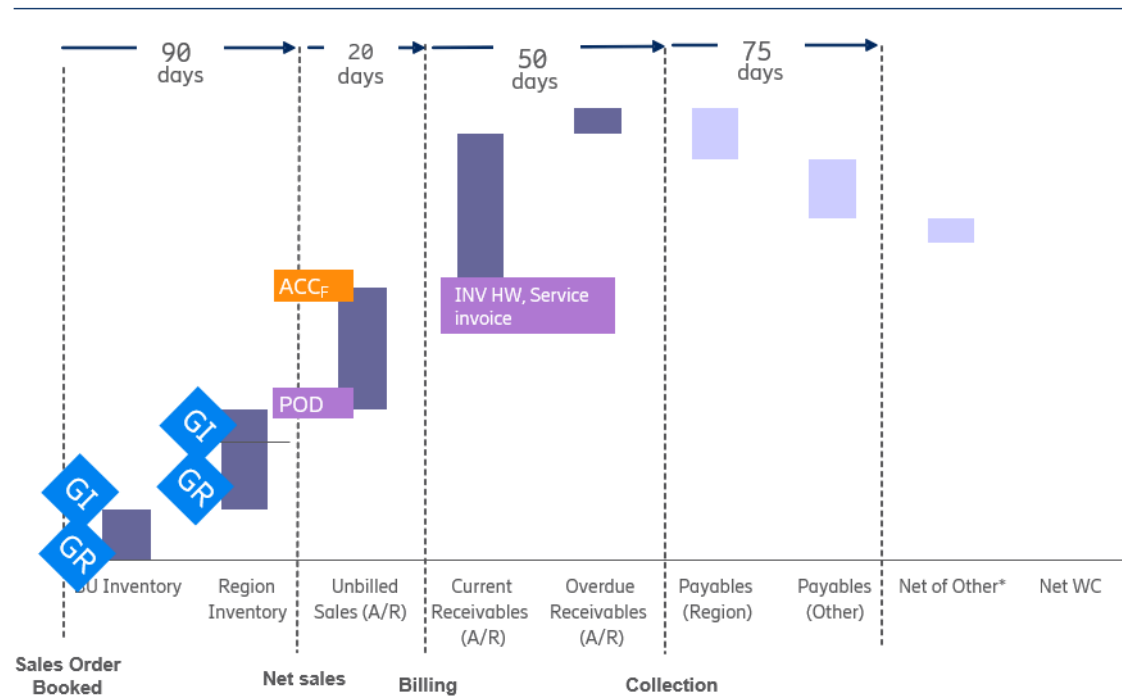 90
days
20
days
50
days
75
days
ACCF
INV HW, Service
invoice
POD
GI
GR
GI
GR
BU Inventory
Region
Inventory
Unbilled
Sales (A/R)
Current
Receivables
(A/R)
Overdue
Receivables
(A/R)
Payables
(Region)
Payables
(Other)
Net of Other*
Net WC
Sales Order
Booked
Net sales
Billing
Collection